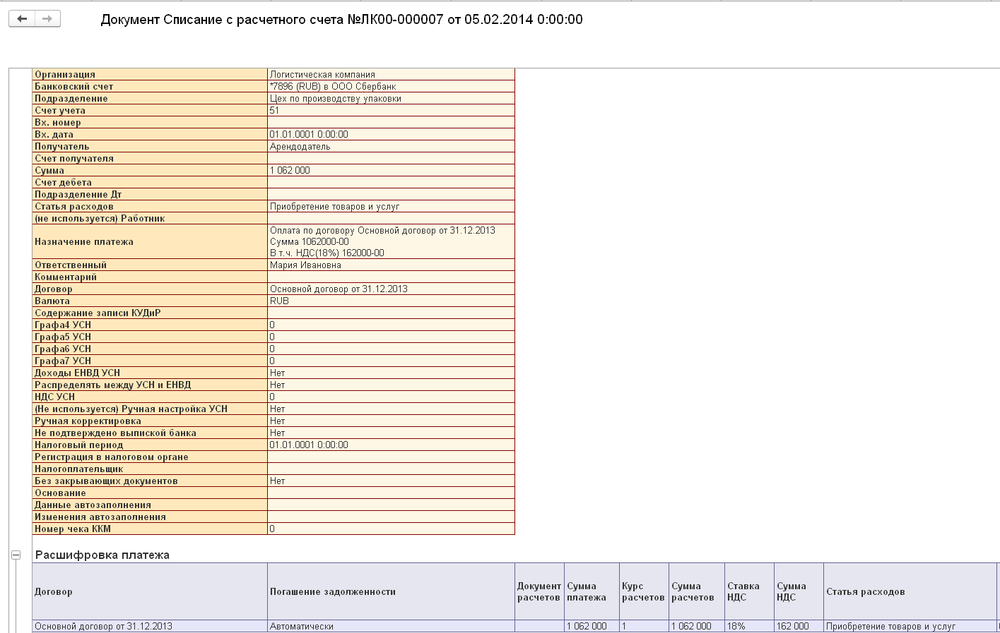 Документ Списание с расчетного счета №ЛК00-000007 от 05.02.2014 0:00:00
Организация Логистическая компания
Банковский счет *7896 (RUB) в ООО Сбербанк
Подразделение Цех по производству упаковки
Счет учета 51
Вх. номер
Вх. дата 01.01.0001 0:00:00
Получатель Арендодатель
Счет получателя
Сумма 1 062 000
Счет дебета
Подразделение Дт
Статья расходов Приобретение товаров и услуг
(не используется) Работник
Назначение платежа Оплата по договору Основной договор от 31.12.2013
Сумма 1062000-00
В т.ч. НДС(18%) 162000-00
Ответственный Мария Ивановна
Комментарий
Договор Основной договор от 31.12.2013
Валюта RUB
Содержание записи КУДиР
Графа4 УСН 0
Графа5 УСН 0
Графа6 УСН 0
Графа7 УСН 0
Доходы ЕНВД УСН Нет
Распределять между УСН и ЕНВД Нет
НДС УСН 0
(Не используется) Ручная настройка УСН Нет
Ручная корректировка Нет
Не подтверждено выпиской банка Нет
Налоговый период 01.01.0001 0:00:00
Регистрация в налоговом органе
Налогоплательщик
Без закрывающих документов Нет
Основание
Данные автозаполнения
Изменения автозаполнения
Номер чека ККМ 0
Расшифровка платежа
Договор Погашение задолженности Документ расчетов Сумма платежа Курс расчетов Сумма расчетов Ставка НДС Сумма НДС Статья расходов
Основной договор от 31.12.2013 Автоматически 1 062 000 1 1 062 000 18% 162 000 Приобретение товаров и услуг